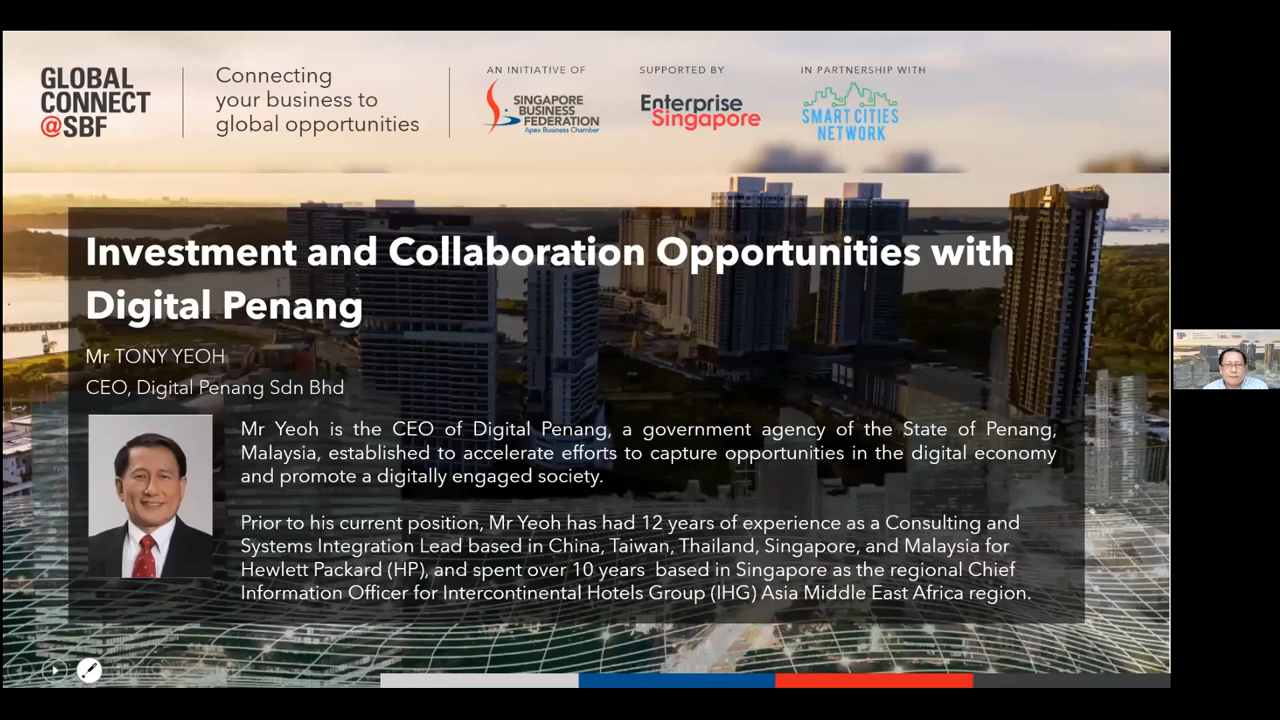 GLOBAL
CONNECT
@SBF
Connecting
your business to
global opportunities
AN INITIATIVE OF
SINGAPORE
BUSINESS
FEDERATION
Apex Business Chamber
SUPPORTED BY
Enterprise
Singapore
IN PARTNERSHIP WITH
SMART CITIES
NETWORK
Investment and Collaboration Opportunities with
Digital Penang
Mr TONY YEOH
CEO, Digital Penang Sdn Bhd
Mr Yeoh is the CEO of Digital Penang, a government agency of the State of Penang,
Malaysia, established to accelerate efforts to capture opportunities in the digital economy
and promote a digitally engaged society.
Prior to his current position, Mr Yeoh has had 12 years of experience as a Consulting and
Systems Integration Lead based in China, Taiwan, Thailand, Singapore, and Malaysia for
Hewlett Packard (HP), and spent over 10 years based in Singapore as the regional Chief
Information Officer for Intercontinental Hotels Group (IHG) Asia Middle East Africa region.